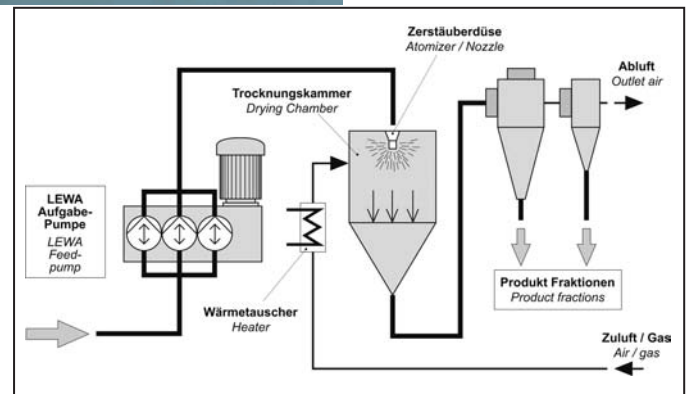 Zerstäuberdüse
Atomizer / Nozzle
Trocknungskammer
Drying Chamber
Abluft
Outlet air
LEWA
Aufgabe-
Pumpe
LEWA
Feed-
pump
Wärmetauscher
Heater
Produkt Fraktionen
Product fractions
Zuluft / Gas
Air / gas